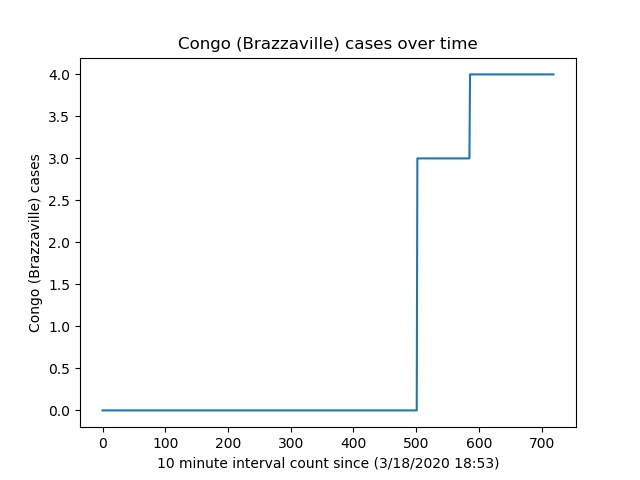 Congo (Brazzaville) cases over time
Congo (Brazzaville) cases
4.0
3.5
3.0
2.5
2.0
1.5
1.0
0.5
0.0
0 100 200 300 400 500 600 700
10 minute interval count since (3/18/2020 18:53)